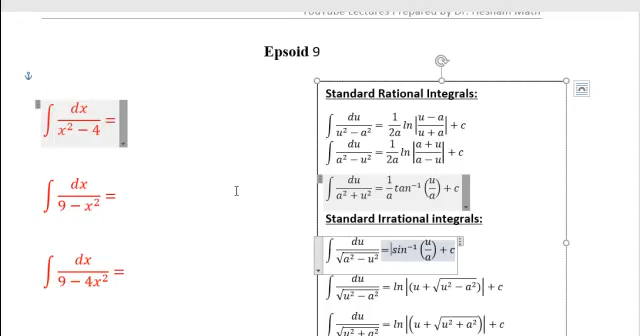 YouTube Lectures Prepared by Dr. Hesham Math
Epsoid 9
∫ dx / (x² − 4) =
∫ dx / (9 − x²) =
∫ dx / (9 − 4x²) =
Standard Rational Integrals:
∫ du / (u² − a²) = 1/(2a) ln |(u − a)/(u + a)| + c
∫ du / (a² − u²) = 1/(2a) ln |(a + u)/(a − u)| + c
∫ du / (a² + u²) = 1/a tan⁻¹ (u/a) + c
Standard Irrational integrals:
∫ du / √(a² − u²) = sin⁻¹ (u/a) + c
∫ du / √(u² − a²) = ln |(u + √(u² − a²)| + c
∫ du / √(u² + a²) = ln |(u + √(u² + a²)| + c